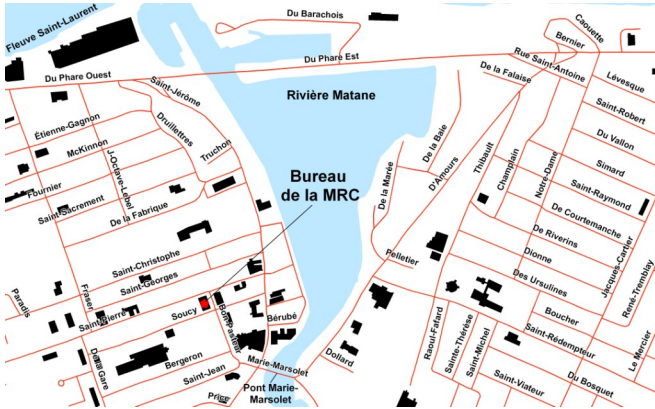 Fleuve Saint-Laurent
Du Barachois
Caouette
Bernier
Du Phare Est
Rue Saint-Antoine
Du Phare Ouest
De la Falaise
Lévesque
Saint-Jérôme
Rivière Matane
Saint-Robert
Étienne-Gagnon
Druillettres
Du Vallon
McKinnon
J-Octave-Lebel
Truchon
De la Baie
Thibault
Champlain
Notre-Dame
Simard
Bureau
de la MRC
Fournier
Saint-Sacrement
De la Fabrique
De la Marée
D'Amours
Saint-Raymond
De Courtemanche
De Riverins
Jacques-Cartier
Saint-Christophe
Pelletier
Dionne
René-Tremblay
Saint-Georges
Des Ursulines
Paradis
Fraser
Saint-Pierre
Soucy
Bon-Pasteur
Bérubé
Raoul-Fafard
Sainte-Thérèse
Saint-Michel
Boucher
Saint-Rédempteur
Le Mercier
De la Gare
Bergeron
Marie-Marsolet
Dollard
Saint-Jean
Pont Marie-
Marsolet
Price
Saint-Viateur
Du Bosquet